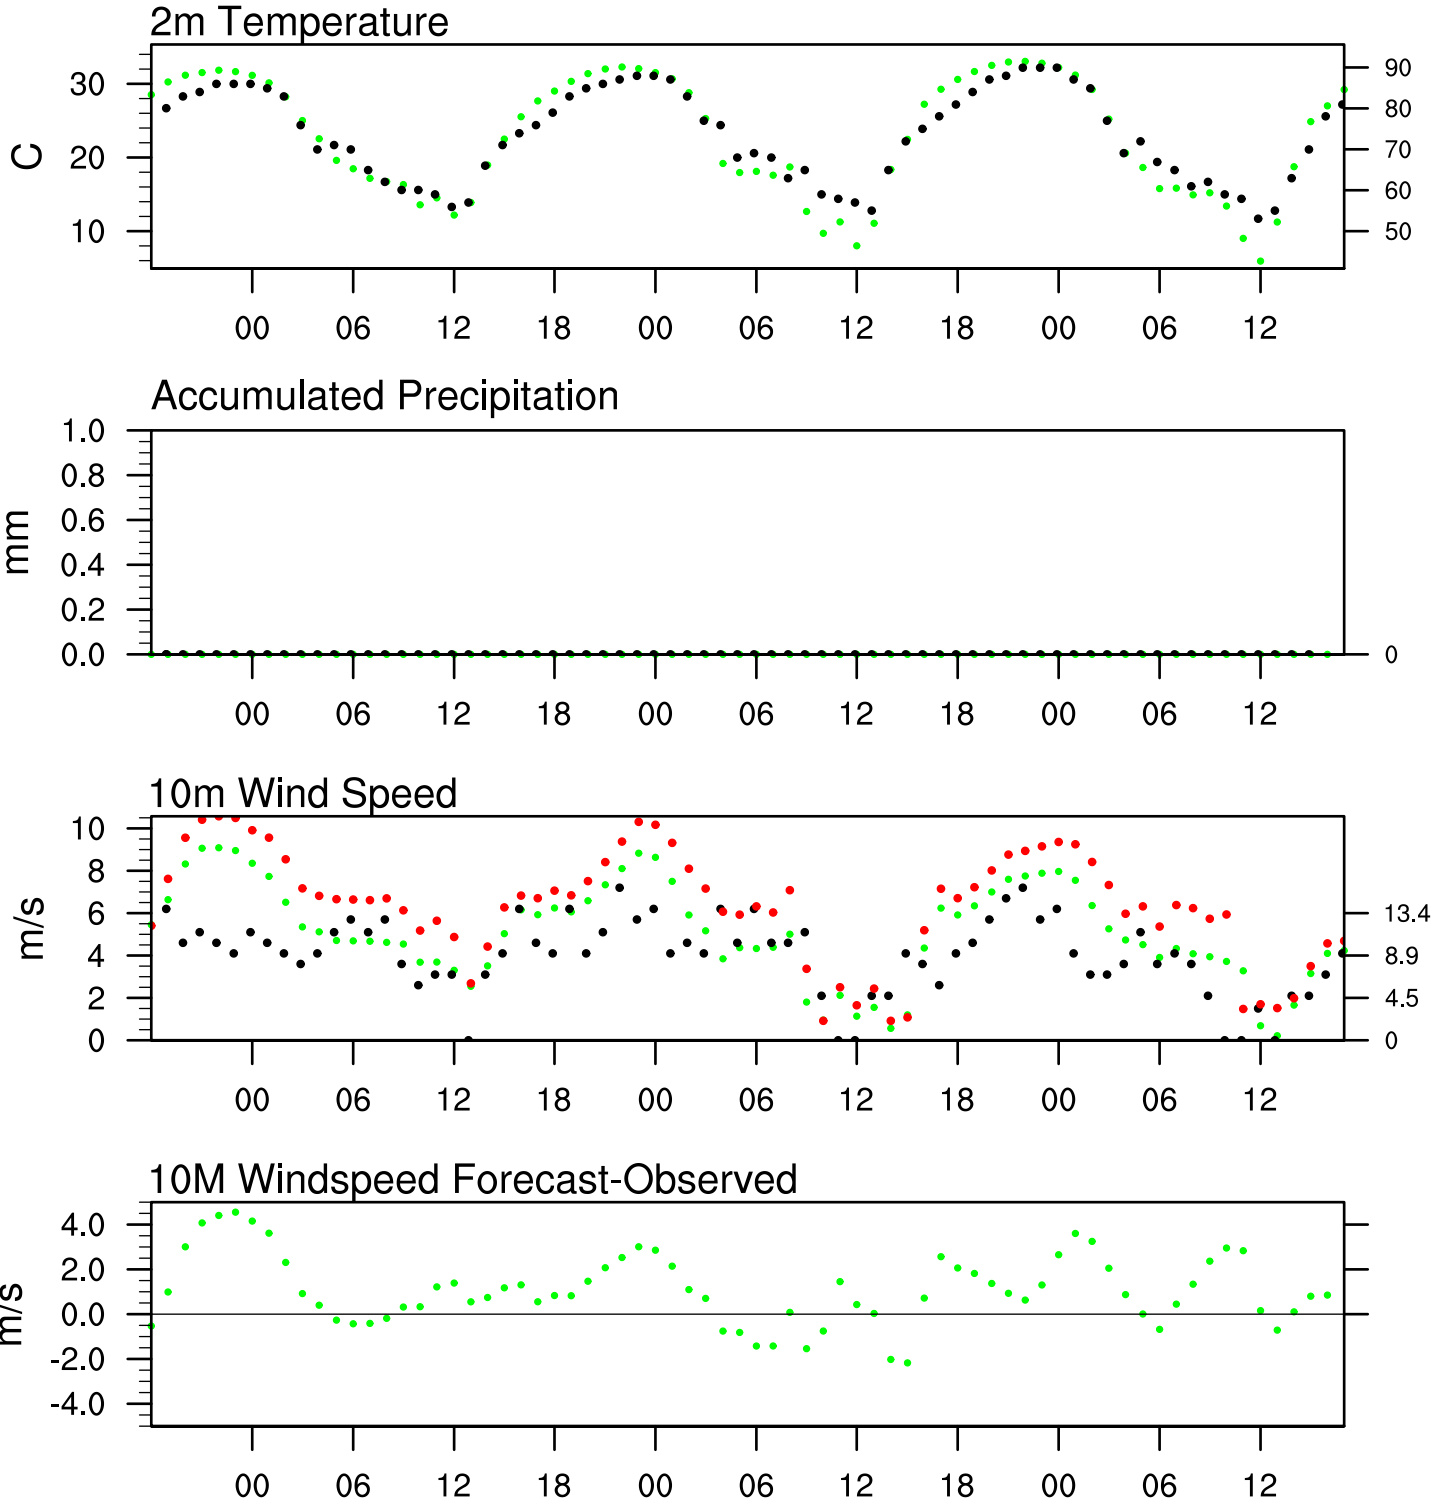 2m Temperature
30
20
10
C
90
80
70
60
50
00 06 12 18 00 06 12 18 00 06 12
Accumulated Precipitation
1.0
0.8
0.6
0.4
0.2
0.0
mm
0
00 06 12 18 00 06 12 18 00 06 12
10m Wind Speed
10
8
6
4
2
0
m/s
13.4
8.9
4.5
0
00 06 12 18 00 06 12 18 00 06 12
10M Windspeed Forecast-Observed
4.0
2.0
0.0
-2.0
-4.0
m/s
00 06 12 18 00 06 12 18 00 06 12